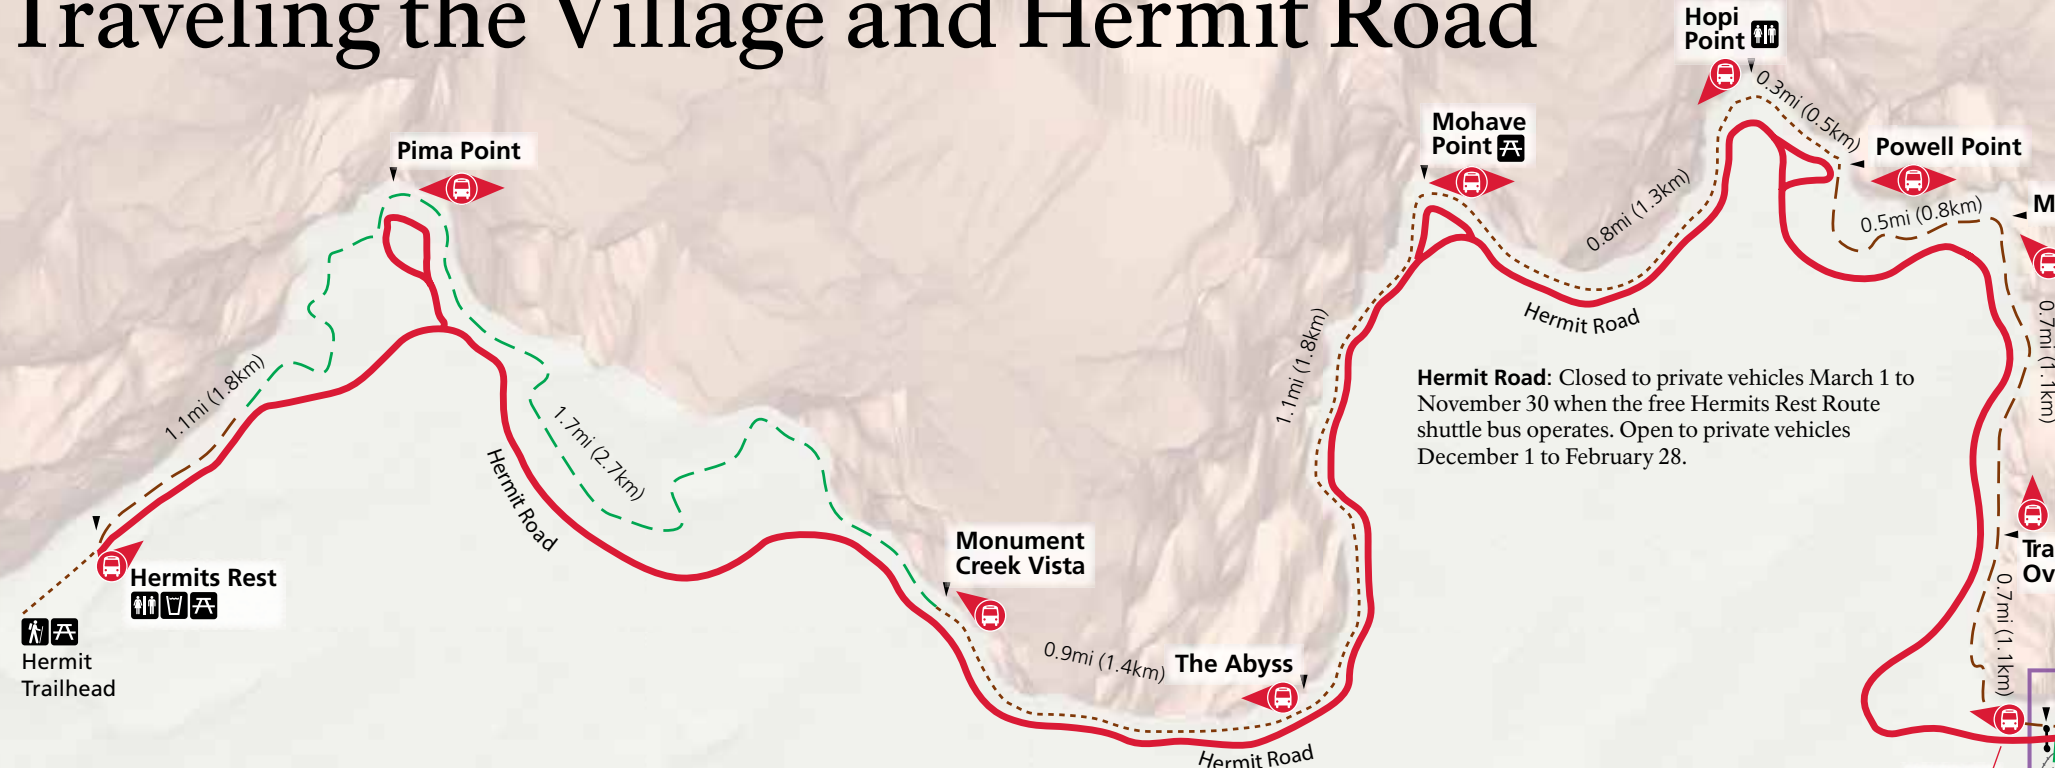 Traveling the Village and Hermit Road
Hopi
Point
0.3mi (0.5km)
Mohave
Point
Powell Point
Pima Point
0.8mi (1.3km)
0.5mi (0.8km)
M
Hermit Road
0.7mi (1.1km)
1.1mi (1.8km)
1.1mi (1.8km)
Hermit Road: Closed to private vehicles March 1 to
November 30 when the free Hermits Rest Route
shuttle bus operates. Open to private vehicles
December 1 to February 28.
1.7mi (2.7km)
Hermit Road
Monument
Creek Vista
Tra
Ov
Hermits Rest
0.7mi (1.1km)
0.9mi (1.4km)
The Abyss
Hermit
Trailhead
Hermit Road